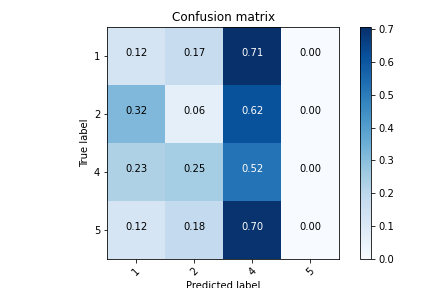 Confusion matrix
0.7
1 0.12 0.17 0.71 0.00
0.6
0.5
2 0.32 0.06 0.62 0.00
True label
0.4
0.3
4 0.23 0.25 0.52 0.00
0.2
5 0.12 0.18 0.70 0.00
0.1
0.0
1 2 4 5
Predicted label